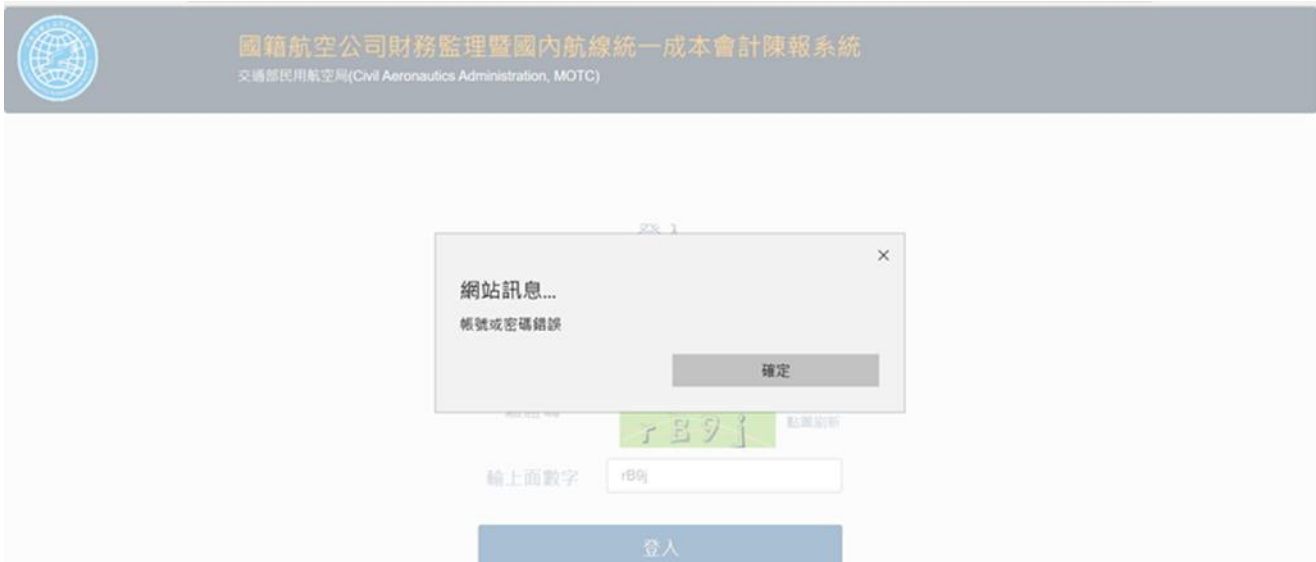 國籍航空公司財務監理暨國內航線統一成本會計陳報系統
交通部民用航空局(Civil Aeronautics Administration, MOTC)
登入
網站訊息...
帳號或密碼錯誤
確定
rB9j
點圖刷新
輸上面數字
rB9j
登入